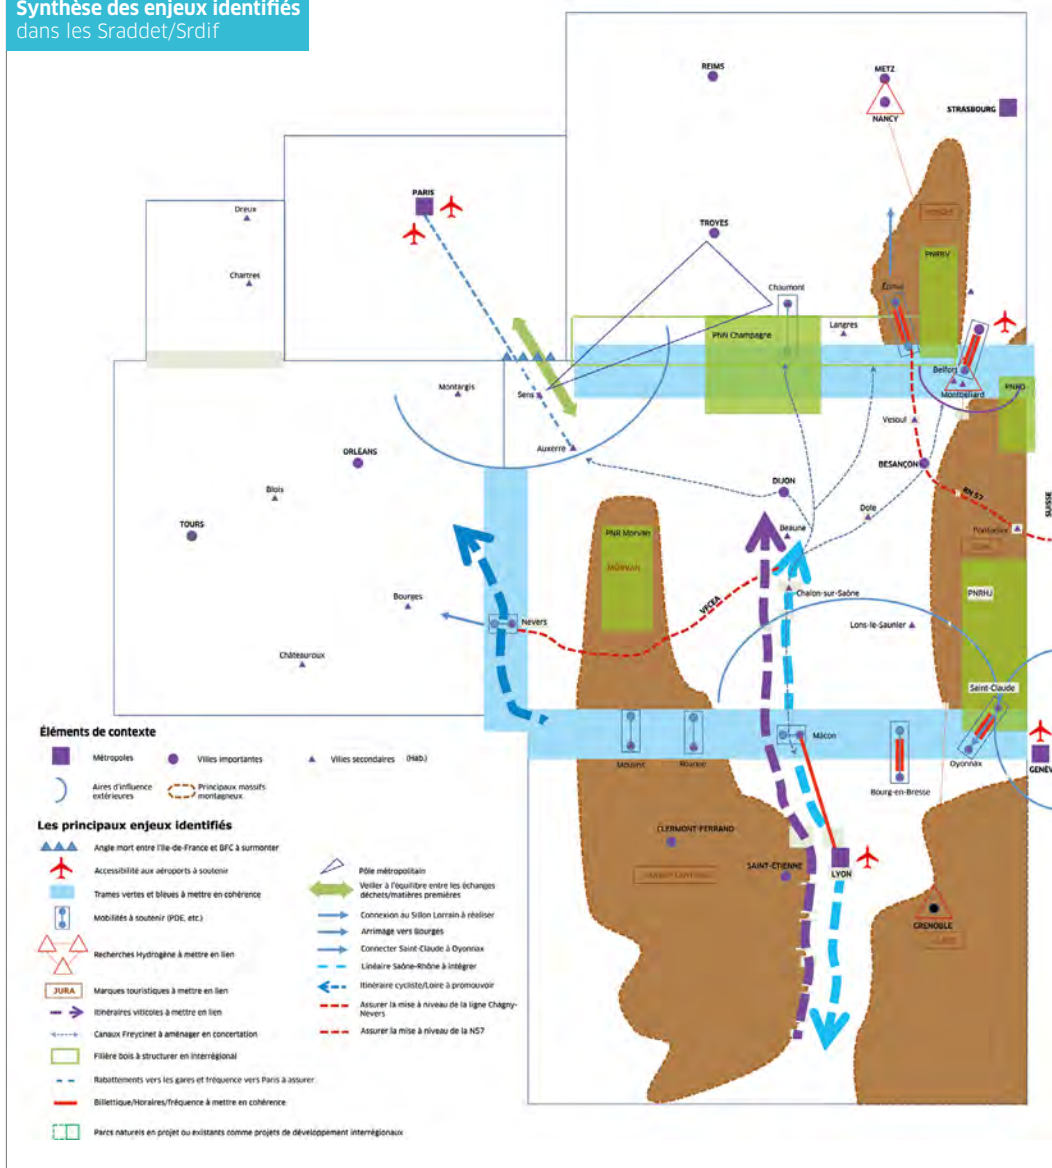 Synthèse des enjeux identifiés
dans les Sraddet/Srdif
REIMS
METZ
NANCY
STRASBOURG
PARIS
Dreux
TROYES
VOSGES
PNRBV
Chartres
Chaumont
Épinal
Langres
PNN Champagne
Belfort
Montbéliard
Montargis
Sens
Vesoul
Auxerre
ORLÉANS
BESANÇON
DIJON
RN 57
SUISSE
Blois
Dole
TOURS
Beaune
Pontarlier
JURA
PNR Morvan
MORVAN
PNRHJ
Chalon-sur-Saône
Bourges
VFCEA
Nevers
Lons-le-Saunier
Châteauroux
Saint-Claude
Mâcon
Moulins
Roanne
Oyonnax
GENÈV
Bourg-en-Bresse
CLERMONT-FERRAND
SAINT-ÉTIENNE
LYON
GRENOBLE
Éléments de contexte
Métropoles
Villes importantes
Villes secondaires (Hab.)
Aires d'influence
extérieures
Principaux massifs
montagneux
Les principaux enjeux identifiés
Angle mort entre l'Ile-de-France et BFC à surmonter
Accessibilité aux aéroports à soutenir
Trames vertes et bleues à mettre en cohérence
Mobilités à soutenir (PDE, etc.)
Recherches Hydrogène à mettre en lien
JURA
Marques touristiques à mettre en lien
Itinéraires viticoles à mettre en lien
Canaux Freycinet à aménager en concertation
Filière bois à structurer en interrégional
Rabattements vers les gares et fréquence vers Paris à assurer
Billettique/Horaires/fréquence à mettre en cohérence
Parcs naturels en projet ou existants comme projets de développement interrégionaux
Pôle métropolitain
Veiller à l'équilibre entre les échanges
déchets/matières premières
Connexion au Sillon Lorrain à réaliser
Arrimage vers Bourges
Connecter Saint-Claude à Oyonnax
Linéaire Saône-Rhône à intégrer
Itinéraire cycliste/Loire à promouvoir
Assurer la mise à niveau de la ligne Chagny-
Nevers
Assurer la mise à niveau de la N57